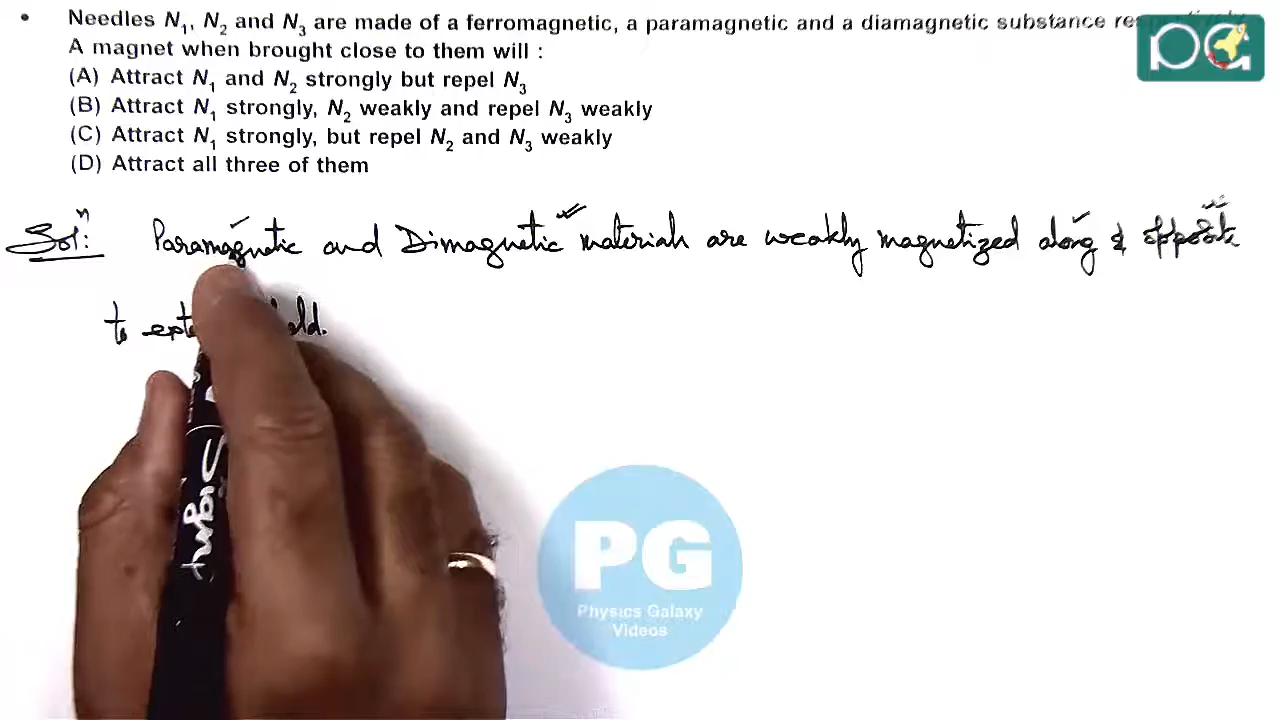 • Needles N₁, N₂ and N₃ are made of a ferromagnetic, a paramagnetic and a diamagnetic substance
A magnet when brought close to them will :
(A) Attract N₁ and N₂ strongly but repel N₃
(B) Attract N₁ strongly, N₂ weakly and repel N₃ weakly
(C) Attract N₁ strongly, but repel N₂ and N₃ weakly
(D) Attract all three of them
PG
Solⁿ: Paramagnetic and Dimagnetic materials are weakly magnetized along & opposite
to
PG
Physics Galaxy
Videos